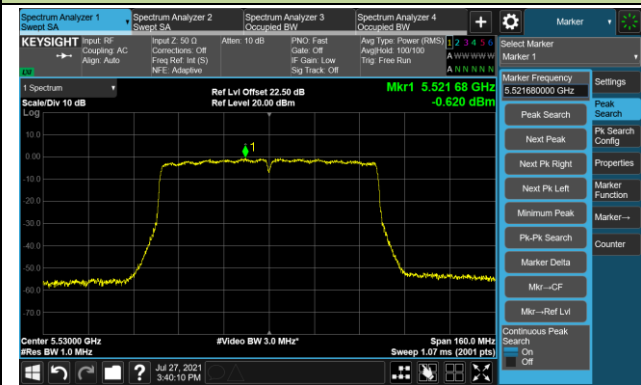 Spectrum Analyzer 1
Swept SA
Spectrum Analyzer 2
Swept SA
Spectrum Analyzer 3
Occupied BW
Spectrum Analyzer 4
Occupied BW
+
Marker
KEYSIGHT
Input: RF
Coupling: AC
Align: Auto
Input Z: 50 Ω
Corrections: Off
Freq Ref: Int (S)
NFE: Adaptive
Atten: 10 dB
PNO: Fast
Gate: Off
IF Gain: Low
Sig Track: Off
Avg Type: Power (RMS)
Avg|Hold: 100/100
Trig: Free Run
1 2 3 4 5 6
A W W W W W
A N N N N N
Select Marker
Marker 1
1 Spectrum
Scale/Div 10 dB
Log
Ref Lvl Offset 22.50 dB
Ref Level 20.00 dBm
Mkr1 5.521 68 GHz
-0.620 dBm
10.0
0.00
-10.0
-20.0
-30.0
-40.0
-50.0
-60.0
-70.0
1
Center 5.53000 GHz
#Res BW 1.0 MHz
#Video BW 3.0 MHz*
Span 160.0 MHz
Sweep 1.07 ms (2001 pts)
Marker Frequency
5.521680000 GHz
Peak Search
Next Peak
Next Pk Right
Next Pk Left
Minimum Peak
Pk-Pk Search
Marker Delta
Mkr→CF
Mkr→Ref Lvl
Continuous Peak
Search
On
Off
Settings
Peak
Search
Pk Search
Config
Properties
Marker
Function
Marker→
Counter
?
Jul 27, 2021
3:40:10 PM